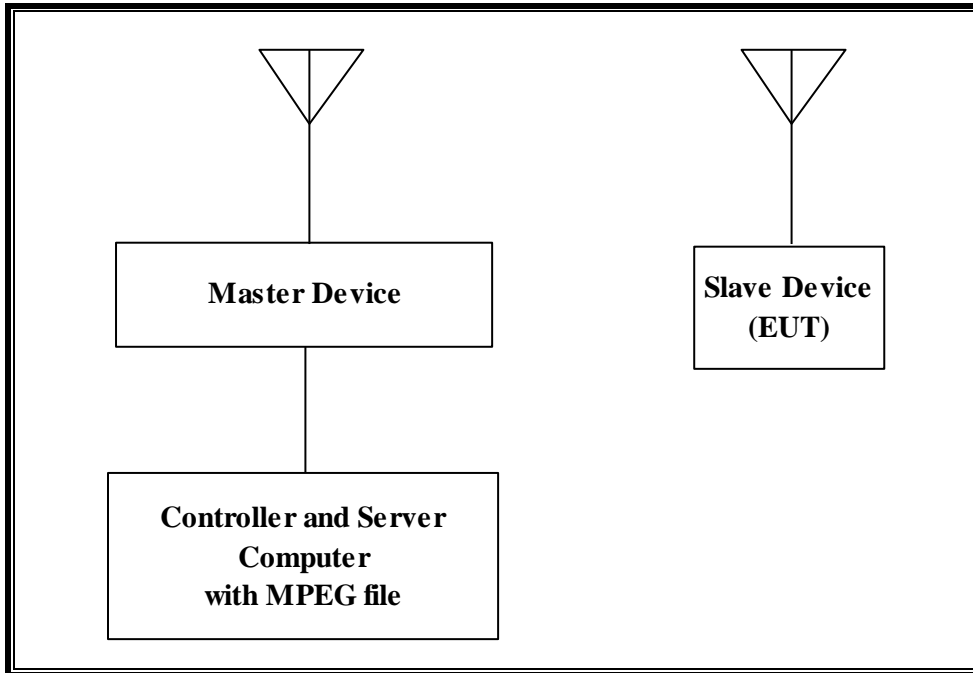 Master Device
Slave Device
(EUT)
Controller and Server
Computer
with MPEG file